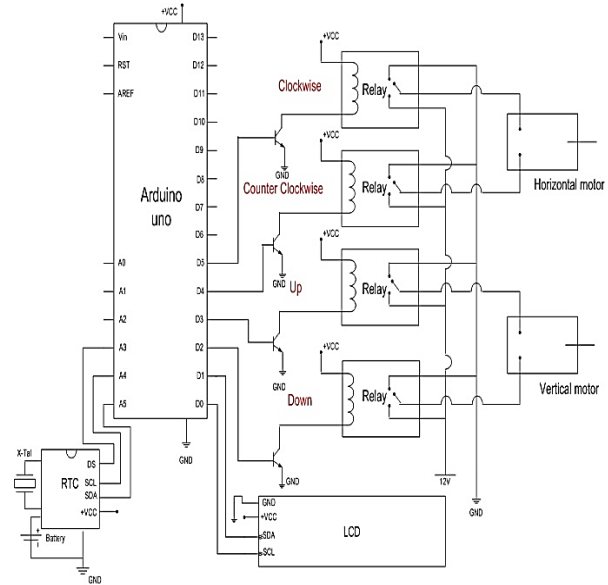 +VCC
Vin
RST
AREF
A0
A1
A2
A3
A4
A5
Arduino
uno
D13
D12
D11
D10
D9
D8
D7
D6
D5
D4
D3
D2
D1
D0
GND
+VCC
Clockwise
Relay
GND
+VCC
Counter Clockwise
Relay
GND
+VCC
Up
Relay
GND
+VCC
Down
Relay
GND
Horizontal motor
Vertical motor
12V
GND
X-Tal
RTC
DS
SCL
SDA
+VCC
Battery
+
GND
GND
+VCC
SDA
SCL
LCD